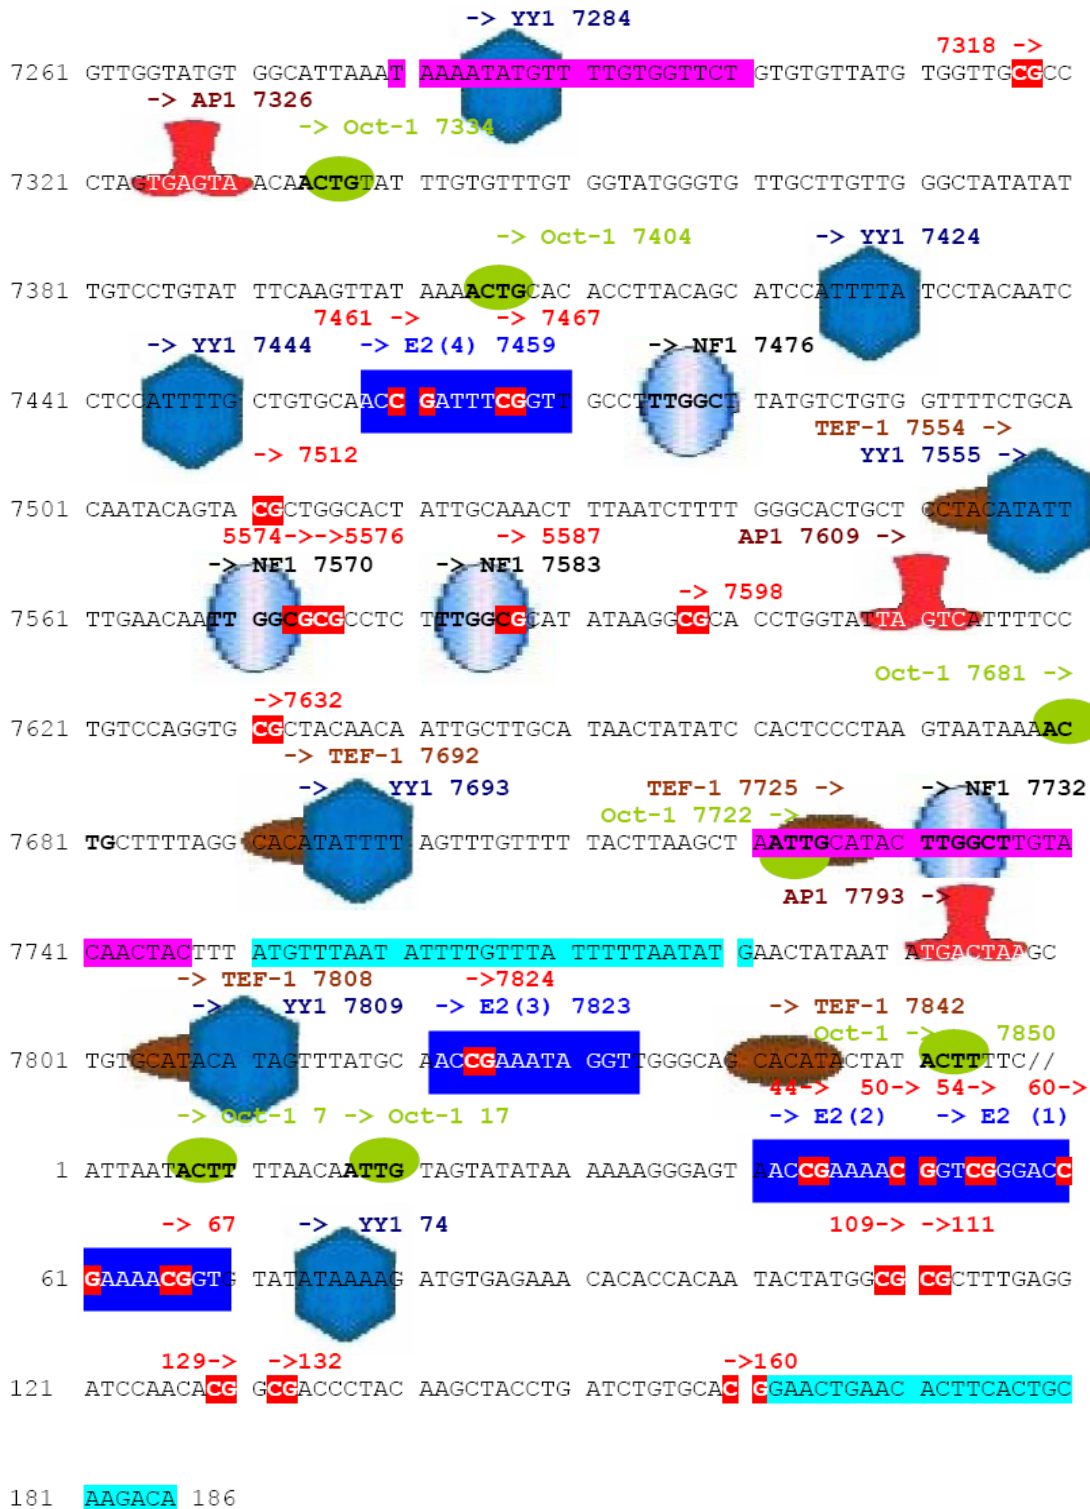 -> YY1 7284
7318 ->
7261 GTTGGTATGT GGCATTAAAT AAAATATGTT TTGTGGTTCT GTGTGTTATG TGGTTGCGCC
-> AP1 7326
-> Oct-1 7334
7321 CTAGTGAGTA ACAACTGTAT TTGTGTTTGT GGTATGGGTG TTGCTTGTTG GGCTATATAT
-> Oct-1 7404 -> YY1 7424
7381 TGTCCTGTAT TTCAAGTTAT AAAACTGCAC ACCTTACAGC ATCCATTTTA TCCTACAATC
7461 -> -> 7467
-> YY1 7444 -> E2(4) 7459 -> NF1 7476
7441 CTCCATTTTG CTGTGCAACC GATTTCGGTT GCCTTTGGCT TATGTCTGTG GTTTTCTGCA
TEF-1 7554 ->
-> 7512 YY1 7555 ->
7501 CAATACAGTA CGCTGGCACT ATTGCAAACT TTAATCTTTT GGGCACTGCT CCTACATATT
5574->->5576 -> 5587 AP1 7609 ->
-> NF1 7570 -> NF1 7583
-> 7598
7561 TTGAACAATT GGCGCGCCTC TTTGGCGCAT ATAAGGCGCA CCTGGTATTA GTCATTTTCC
Oct-1 7681 ->
->7632
7621 TGTCCAGGTG CGCTACAACA ATTGCTTGCA TAACTATATC CACTCCCTAA GTAATAAAAC
-> TEF-1 7692
-> YY1 7693 TEF-1 7725 -> -> NF1 7732
Oct-1 7722 ->
7681 TGCTTTTAGG CACATATTTT AGTTTGTTTT TACTTAAGCT AATTGCATAC TTGGCTTGTA
AP1 7793 ->
7741 CAACTACTTT ATGTTTAAT ATTTTGTTTA TTTTTAATAT GAACTATAAT ATGACTAAGC
-> TEF-1 7808 ->7824
-> YY1 7809 -> E2(3) 7823 -> TEF-1 7842
Oct-1 -> 7850
7801 TGTGCATACA TAGTTTATGC AACCGAAATA GGTTGGGCAG CACATACTAT ACTTTTC//
44-> 50-> 54-> 60->
-> Oct-1 7 -> Oct-1 17 -> E2(2) -> E2 (1)
1 ATTAATACTT TTAACAATTG TAGTATATAA AAAAGGGAGT AACCGAAAAC GGTCGGGACC
-> 67 -> YY1 74 109-> ->111
61 GAAAACGGTG TATATAAAAG ATGTGAGAAA CACACCACAA TACTATGGCG CGCTTTGAGG
129-> ->132 ->160
121 ATCCAACACG GCGACCCTAC AAGCTACCTG ATCTGTGCAC GGAACTGAAC ACTTCACTGC
181 AAGACA 186